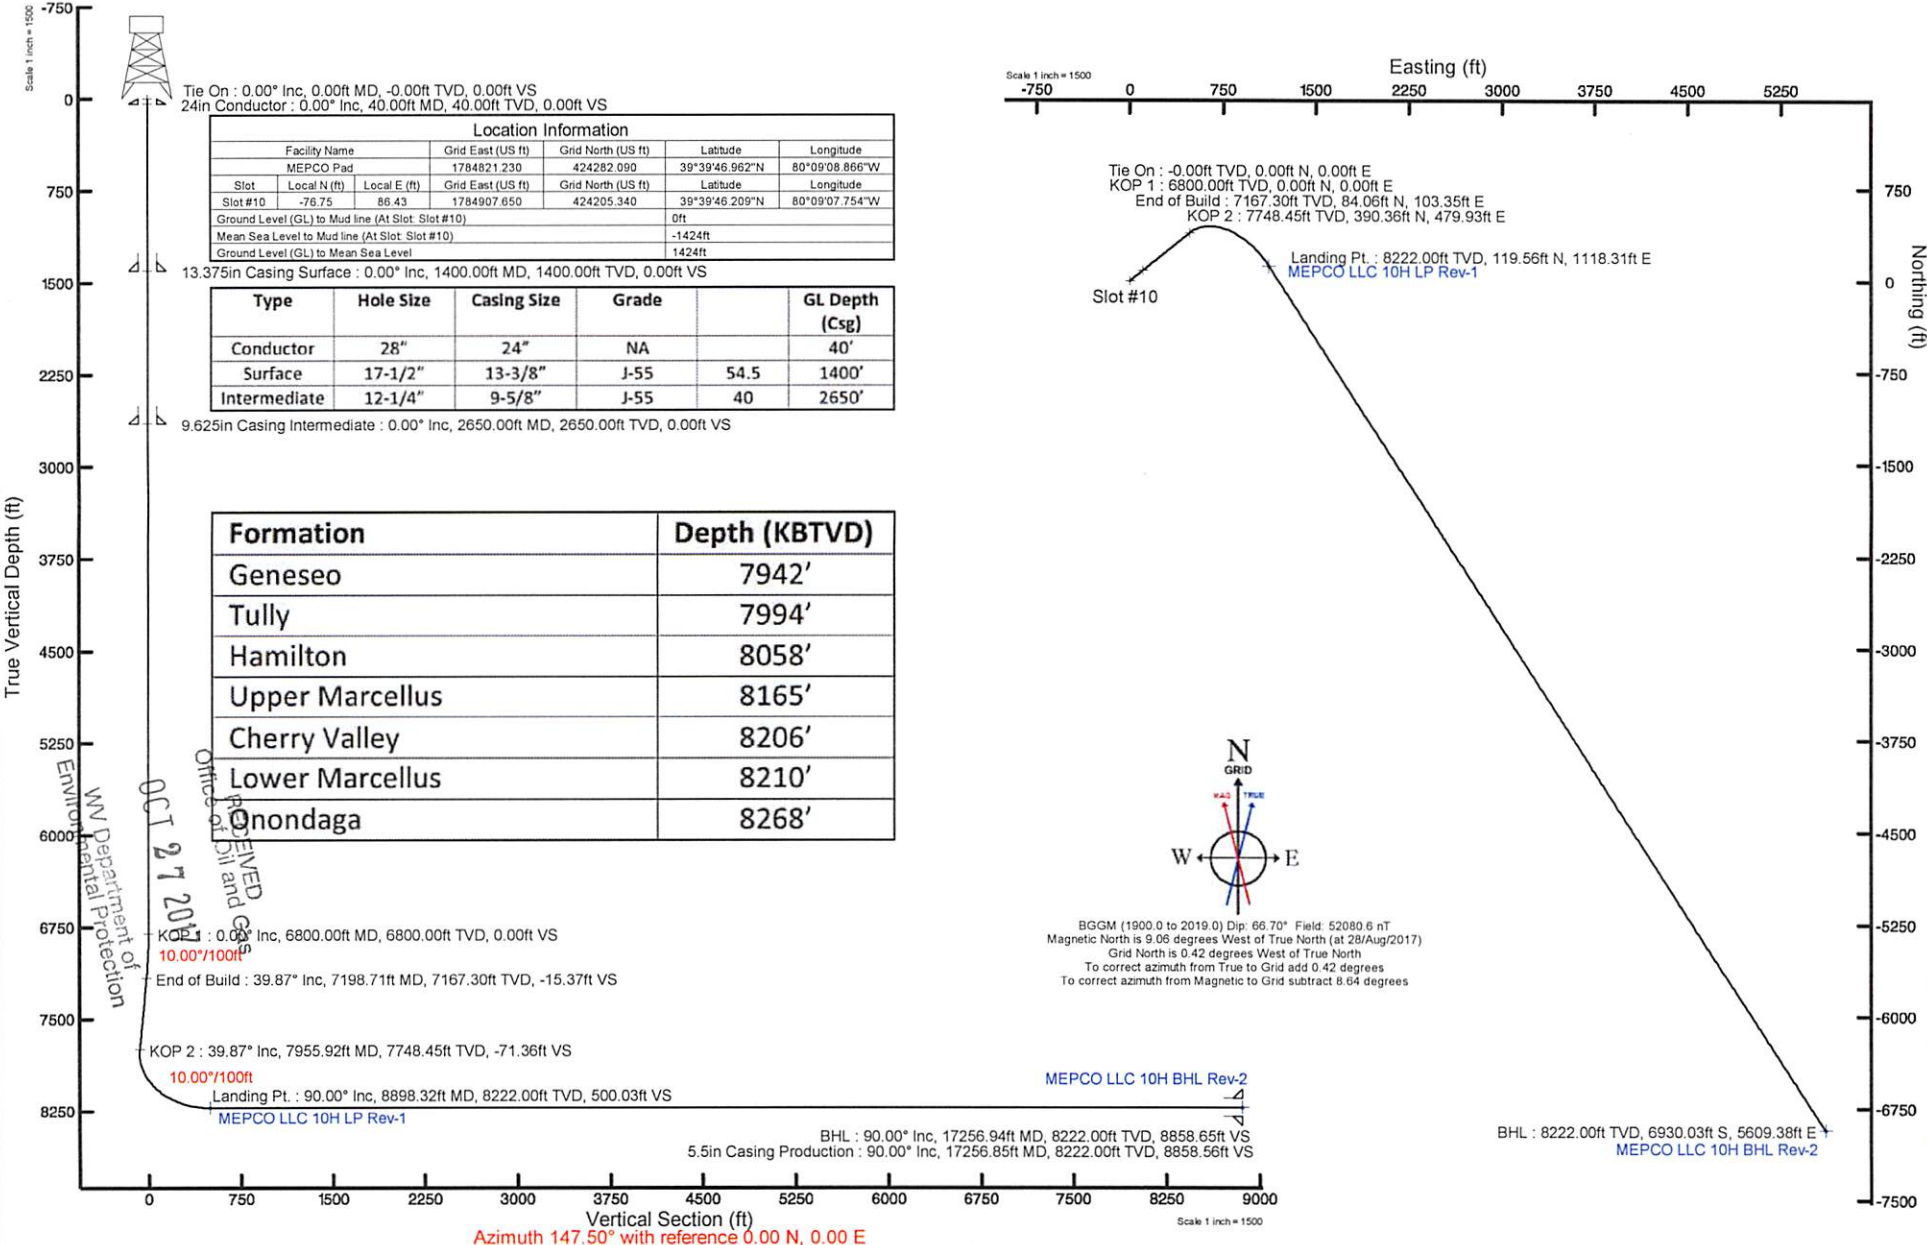 Scale 1 inch = 1500
-750
0
750
1500
2250
3000
3750
4500
5250
6000
6750
7500
8250
True Vertical Depth (ft)
Tie On : 0.00° Inc, 0.00ft MD, -0.00ft TVD, 0.00ft VS
24in Conductor : 0.00° Inc, 40.00ft MD, 40.00ft TVD, 0.00ft VS
Location Information
Facility Name Grid East (US ft) Grid North (US ft) Latitude Longitude
MEPCO Pad 1784821.230 424282.090 39°39'46.962"N 80°09'08.866"W
Slot Local N (ft) Local E (ft) Grid East (US ft) Grid North (US ft) Latitude Longitude
Slot #10 -76.75 86.43 1784907.650 424205.340 39°39'46.209"N 80°09'07.754"W
Ground Level (GL) to Mud line (At Slot: Slot #10) 0ft
Mean Sea Level to Mud line (At Slot: Slot #10) -1424ft
Ground Level (GL) to Mean Sea Level 1424ft
13.375in Casing Surface : 0.00° Inc, 1400.00ft MD, 1400.00ft TVD, 0.00ft VS
Type Hole Size Casing Size Grade GL Depth
(Csg)
Conductor 28" 24" NA 40'
Surface 17-1/2" 13-3/8" J-55 54.5 1400'
Intermediate 12-1/4" 9-5/8" J-55 40 2650'
9.625in Casing Intermediate : 0.00° Inc, 2650.00ft MD, 2650.00ft TVD, 0.00ft VS
Formation Depth (KBTVD)
Geneseo 7942'
Tully 7994'
Hamilton 8058'
Upper Marcellus 8165'
Cherry Valley 8206'
Lower Marcellus 8210'
Onondaga 8268'
RECEIVED
Office of Oil and Gas
OCT 27 2017
WV Department of
Environmental Protection
KOP 1 : 0.00° Inc, 6800.00ft MD, 6800.00ft TVD, 0.00ft VS
10.00°/100ft
End of Build : 39.87° Inc, 7198.71ft MD, 7167.30ft TVD, -15.37ft VS
KOP 2 : 39.87° Inc, 7955.92ft MD, 7748.45ft TVD, -71.36ft VS
10.00°/100ft
Landing Pt. : 90.00° Inc, 8898.32ft MD, 8222.00ft TVD, 500.03ft VS
MEPCO LLC 10H LP Rev-1
MEPCO LLC 10H BHL Rev-2
BHL : 90.00° Inc, 17256.94ft MD, 8222.00ft TVD, 8858.65ft VS
5.5in Casing Production : 90.00° Inc, 17256.85ft MD, 8222.00ft TVD, 8858.56ft VS
0 750 1500 2250 3000 3750 4500 5250 6000 6750 7500 8250 9000
Vertical Section (ft)
Scale 1 inch = 1500
Azimuth 147.50° with reference 0.00 N, 0.00 E
Easting (ft)
Scale 1 inch = 1500
-750 0 750 1500 2250 3000 3750 4500 5250
Tie On : -0.00ft TVD, 0.00ft N, 0.00ft E
KOP 1 : 6800.00ft TVD, 0.00ft N, 0.00ft E
End of Build : 7167.30ft TVD, 84.06ft N, 103.35ft E
KOP 2 : 7748.45ft TVD, 390.36ft N, 479.93ft E
Landing Pt. : 8222.00ft TVD, 119.56ft N, 1118.31ft E
MEPCO LLC 10H LP Rev-1
Slot #10
750
0
-750
-1500
-2250
-3000
-3750
-4500
-5250
-6000
-6750
-7500
Northing (ft)
N
GRID
MAG TRUE
W E
BGGM (1900.0 to 2019.0) Dip: 66.70° Field: 52080.6 nT
Magnetic North is 9.06 degrees West of True North (at 28/Aug/2017)
Grid North is 0.42 degrees West of True North
To correct azimuth from True to Grid add 0.42 degrees
To correct azimuth from Magnetic to Grid subtract 8.64 degrees
BHL : 8222.00ft TVD, 6930.03ft S, 5609.38ft E
MEPCO LLC 10H BHL Rev-2